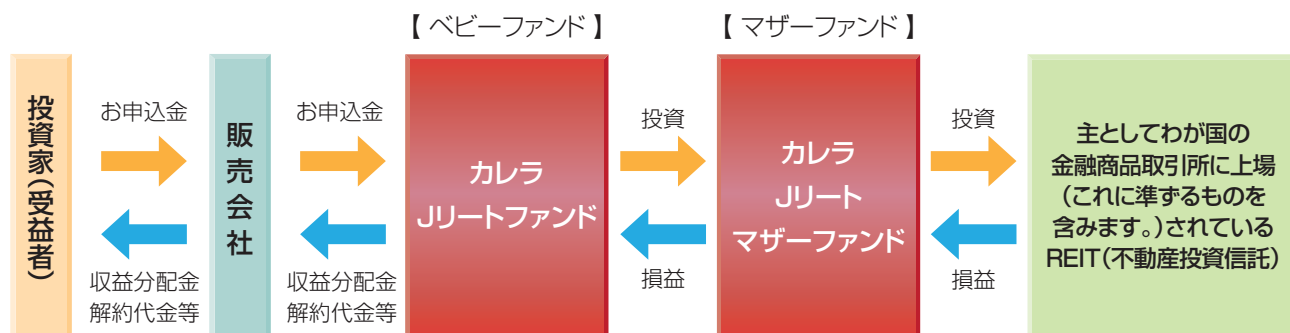 【 ベビーファンド 】
【 マザーファンド 】
投資家（受益者）
お申込金
収益分配金
解約代金等
販売会社
お申込金
収益分配金
解約代金等
カレラ
Jリートファンド
投資
損益
カレラ
Jリート
マザーファンド
投資
損益
主としてわが国の
金融商品取引所に上場
（これに準ずるものを
含みます。）されている
REIT（不動産投資信託）